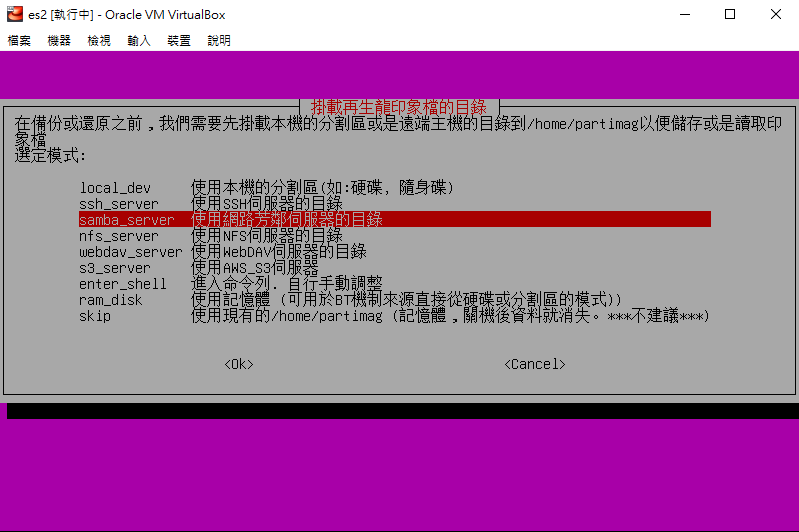 es2 [執行中] - Oracle VM VirtualBox
檔案 機器 檢視 輸入 裝置 說明
掛載再生龍印象檔的目錄
在備份或還原之前,我們需要先掛載本機的分割區或是遠端主機的目錄到/home/partimag以便儲存或是讀取印
象檔
選定模式:
local_dev 使用本機的分割區(如:硬碟, 隨身碟)
ssh_server 使用SSH伺服器的目錄
samba_server 使用網路芳鄰伺服器的目錄
nfs_server 使用NFS伺服器的目錄
webdav_server 使用WebDAV伺服器的目錄
s3_server 使用AWS_S3伺服器
enter_shell 進入命令列. 自行手動調整
ram_disk 使用記憶體 (可用於BT機制來源直接從硬碟或分割區的模式))
skip 使用現有的/home/partimag (記憶體,關機後資料就消失。***不建議***)
<Ok> <Cancel>